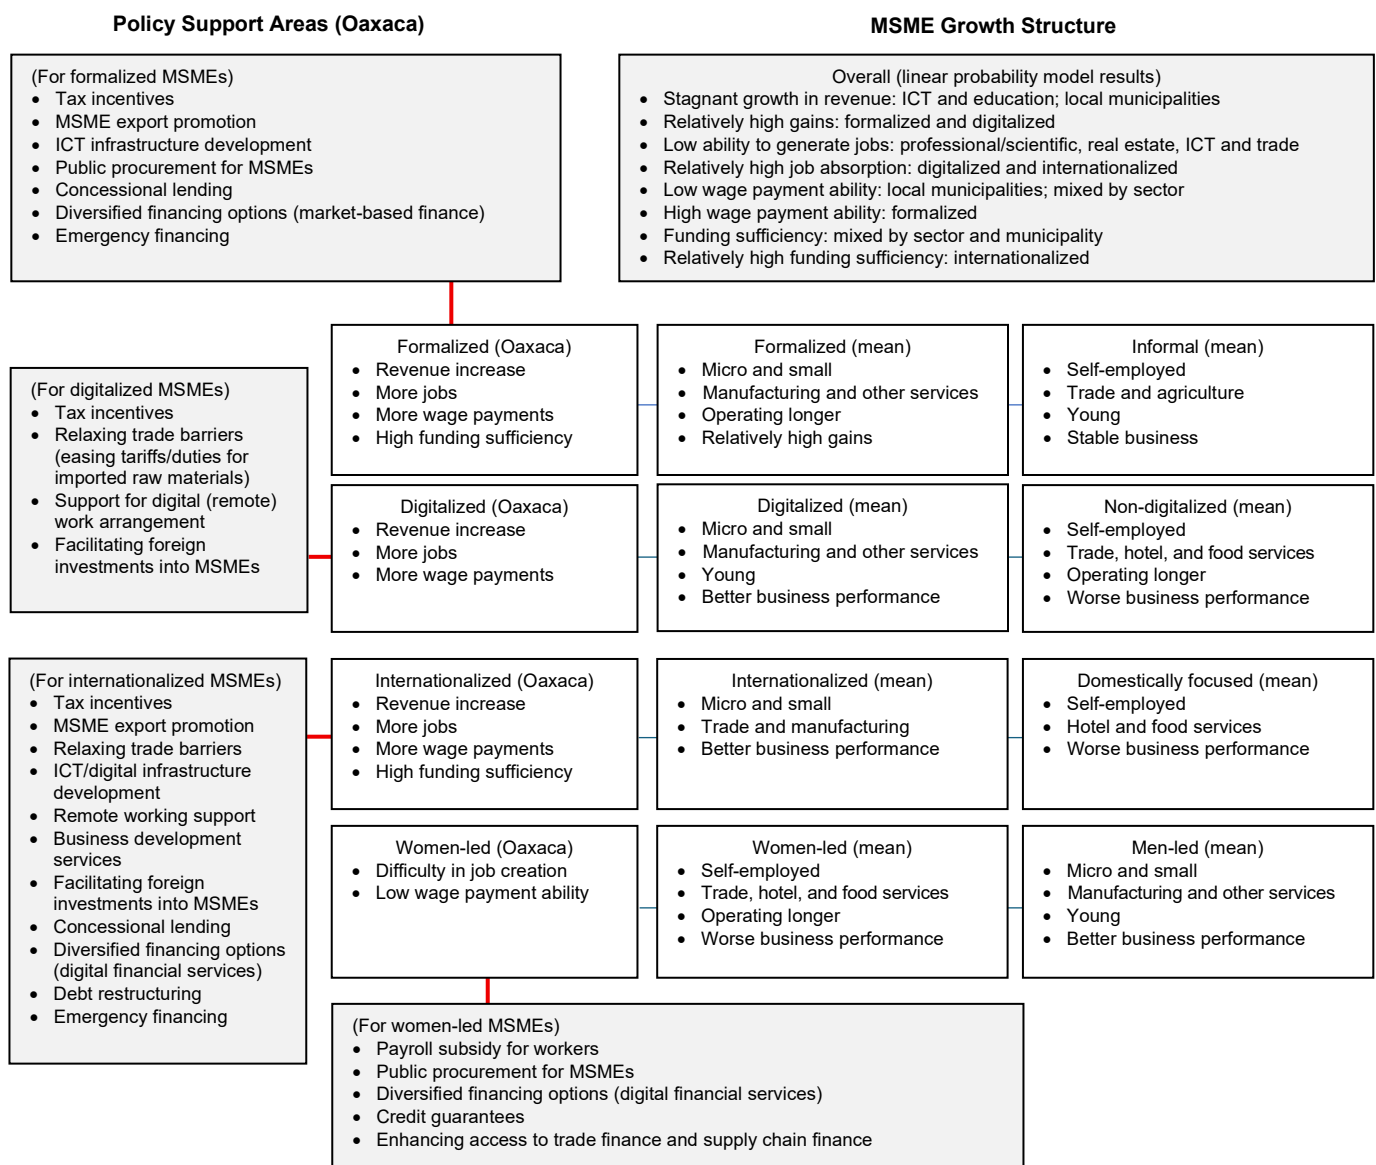 Policy Support Areas (Oaxaca)
MSME Growth Structure
(For formalized MSMEs)
• Tax incentives
• MSME export promotion
• ICT infrastructure development
• Public procurement for MSMEs
• Concessional lending
• Diversified financing options (market-based finance)
• Emergency financing
Overall (linear probability model results)
• Stagnant growth in revenue: ICT and education; local municipalities
• Relatively high gains: formalized and digitalized
• Low ability to generate jobs: professional/scientific, real estate, ICT and trade
• Relatively high job absorption: digitalized and internationalized
• Low wage payment ability: local municipalities; mixed by sector
• High wage payment ability: formalized
• Funding sufficiency: mixed by sector and municipality
• Relatively high funding sufficiency: internationalized
Formalized (Oaxaca)
• Revenue increase
• More jobs
• More wage payments
• High funding sufficiency
Formalized (mean)
• Micro and small
• Manufacturing and other services
• Operating longer
• Relatively high gains
Informal (mean)
• Self-employed
• Trade and agriculture
• Young
• Stable business
(For digitalized MSMEs)
• Tax incentives
• Relaxing trade barriers
(easing tariffs/duties for
imported raw materials)
• Support for digital (remote)
work arrangement
• Facilitating foreign
investments into MSMEs
Digitalized (Oaxaca)
• Revenue increase
• More jobs
• More wage payments
Digitalized (mean)
• Micro and small
• Manufacturing and other services
• Young
• Better business performance
Non-digitalized (mean)
• Self-employed
• Trade, hotel, and food services
• Operating longer
• Worse business performance
(For internationalized MSMEs)
• Tax incentives
• MSME export promotion
• Relaxing trade barriers
• ICT/digital infrastructure
development
• Remote working support
• Business development
services
• Facilitating foreign
investments into MSMEs
• Concessional lending
• Diversified financing options
(digital financial services)
• Debt restructuring
• Emergency financing
Internationalized (Oaxaca)
• Revenue increase
• More jobs
• More wage payments
• High funding sufficiency
Internationalized (mean)
• Micro and small
• Trade and manufacturing
• Better business performance
Domestically focused (mean)
• Self-employed
• Hotel and food services
• Worse business performance
Women-led (Oaxaca)
• Difficulty in job creation
• Low wage payment ability
Women-led (mean)
• Self-employed
• Trade, hotel, and food services
• Operating longer
• Worse business performance
Men-led (mean)
• Micro and small
• Manufacturing and other services
• Young
• Better business performance
(For women-led MSMEs)
• Payroll subsidy for workers
• Public procurement for MSMEs
• Diversified financing options (digital financial services)
• Credit guarantees
• Enhancing access to trade finance and supply chain finance